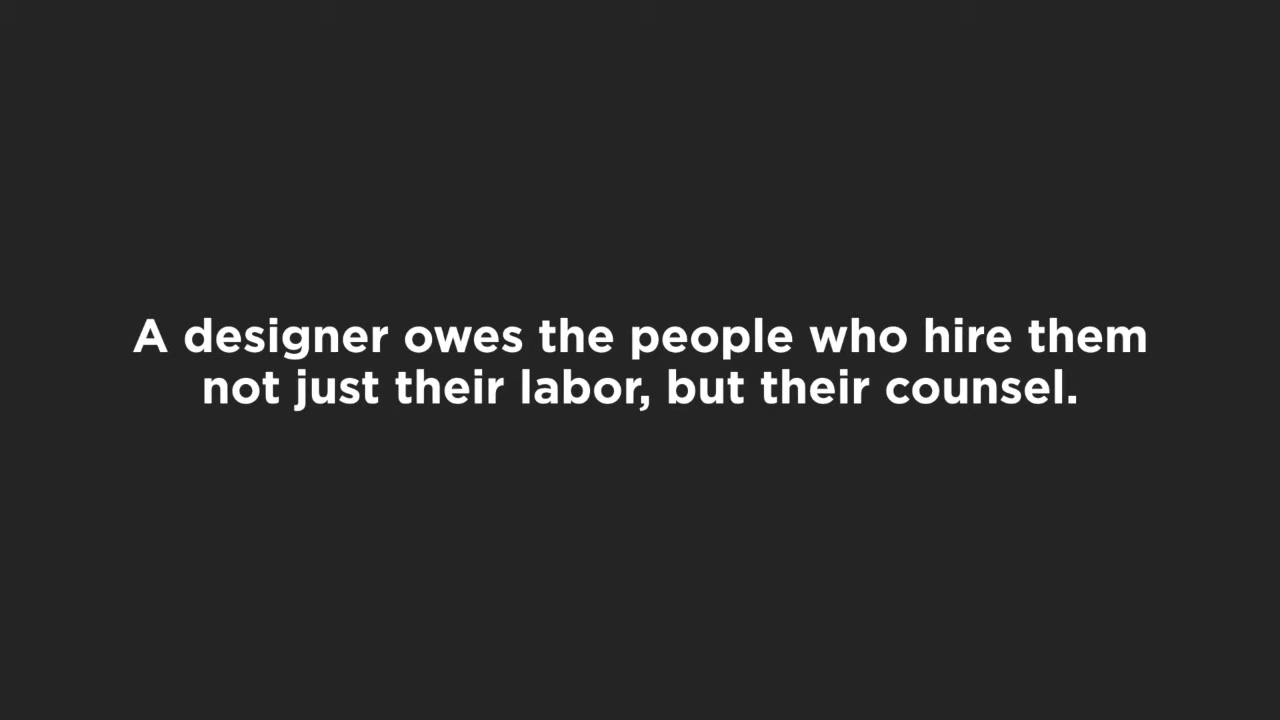 A designer owes the people who hire them
not just their labor, but their counsel.